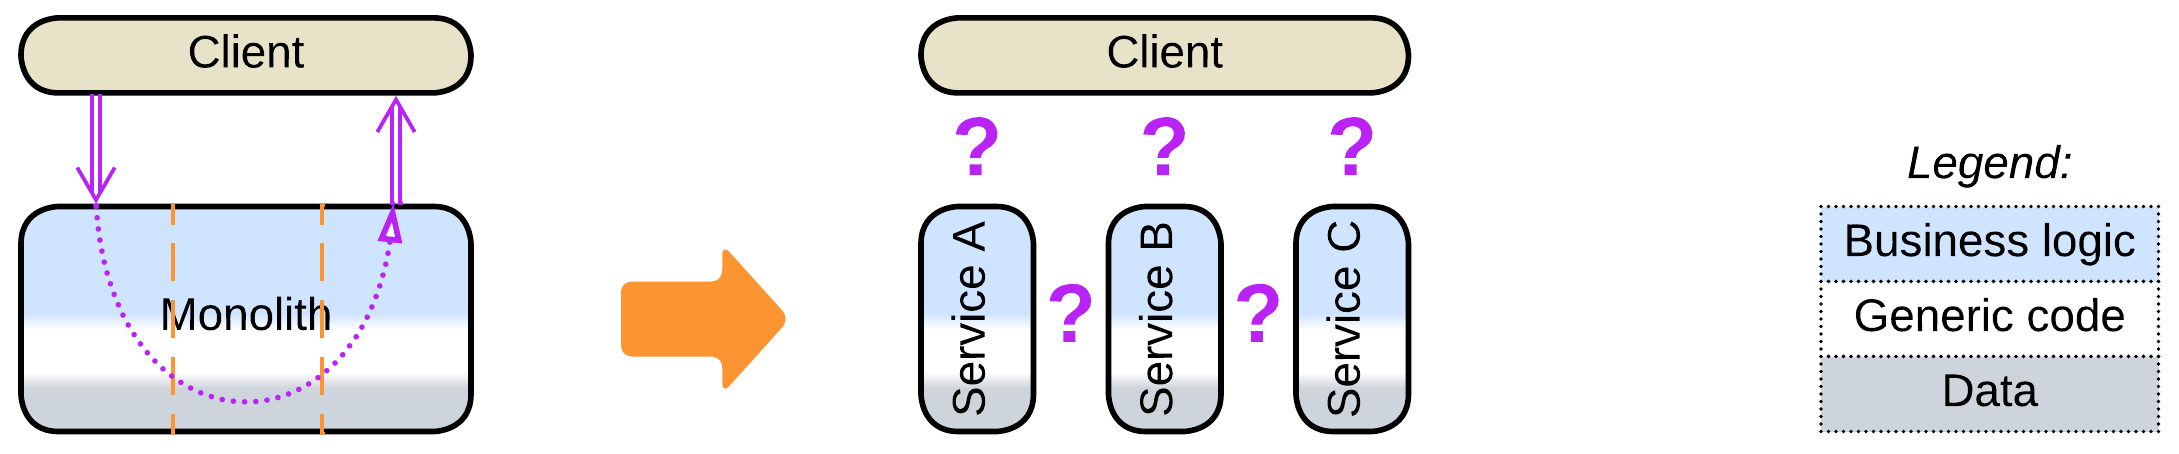 Client
Monolith
Client
? ? ?
Service A
?
Service B
?
Service C
Legend:
Business logic
Generic code
Data